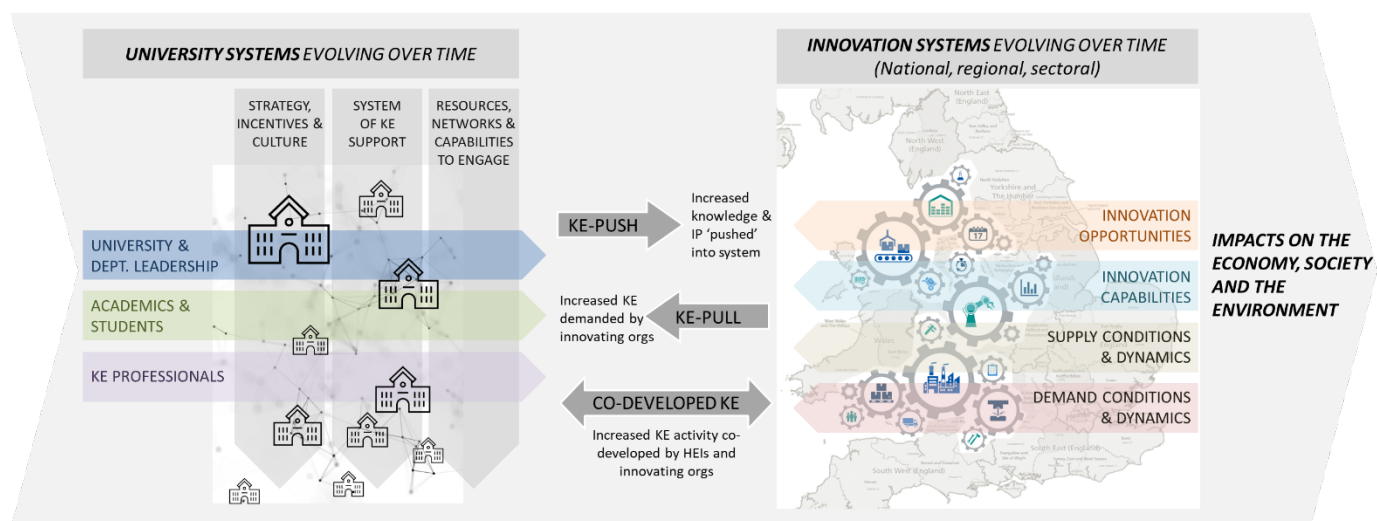 UNIVERSITY SYSTEMS EVOLVING OVER TIME
STRATEGY,
INCENTIVES &
CULTURE
SYSTEM
OF KE
SUPPORT
RESOURCES,
NETWORKS &
CAPABILITIES
TO ENGAGE
UNIVERSITY &
DEPT. LEADERSHIP
ACADEMICS &
STUDENTS
KE PROFESSIONALS
KE-PUSH
Increased
knowledge &
IP ‘pushed’
into system
Increased KE
demanded by
innovating orgs
KE-PULL
CO-DEVELOPED KE
Increased KE activity co-
developed by HEIs and
innovating orgs
INNOVATION SYSTEMS EVOLVING OVER TIME
(National, regional, sectoral)
North East
(England)
North West
(England)
Yorkshire and
The Humber
17
INNOVATION
OPPORTUNITIES
INNOVATION
CAPABILITIES
Wales
SUPPLY CONDITIONS
& DYNAMICS
DEMAND CONDITIONS
& DYNAMICS
South East (England)
South West (England)
IMPACTS ON THE
ECONOMY, SOCIETY
AND THE
ENVIRONMENT